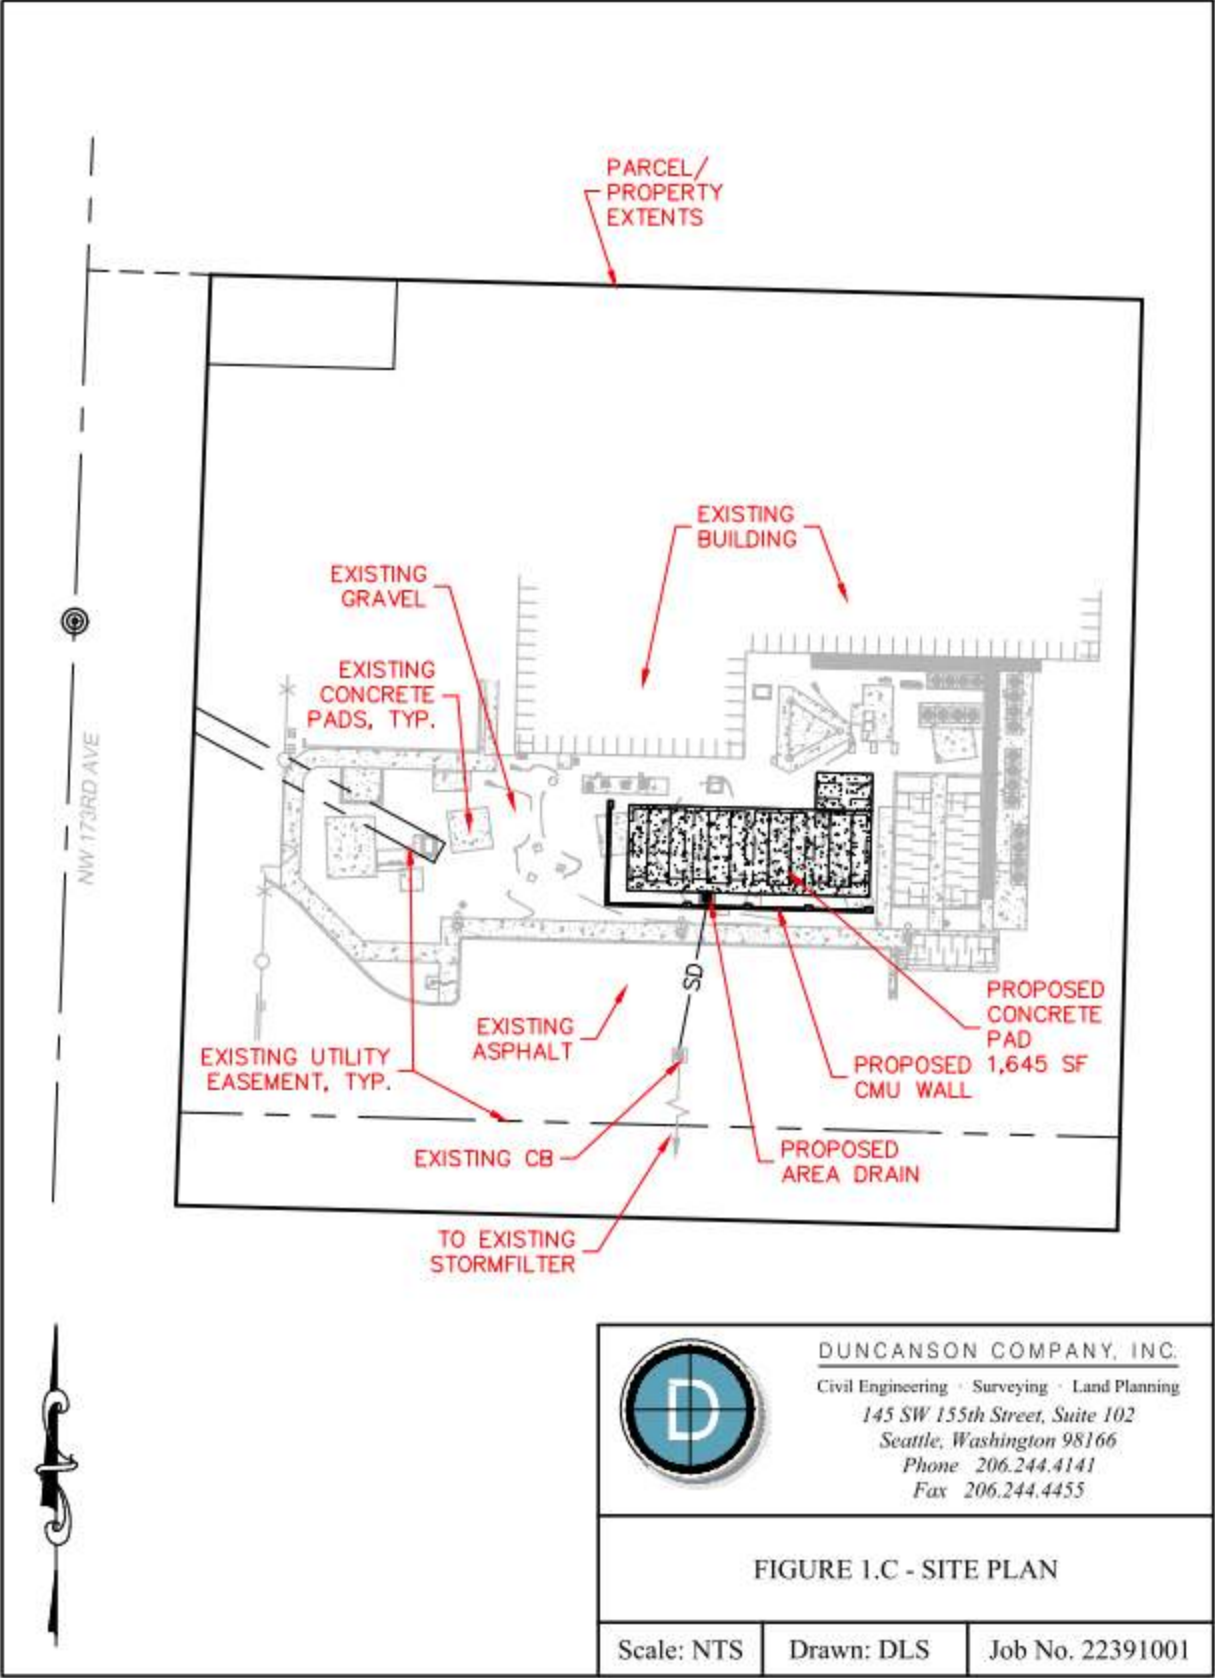 PARCEL/
PROPERTY
EXTENTS
EXISTING
BUILDING
EXISTING
GRAVEL
EXISTING
CONCRETE
PADS, TYP.
NW 173RD AVE
SD
PROPOSED
CONCRETE
PAD
1,645 SF
EXISTING
ASPHALT
EXISTING UTILITY
EASEMENT, TYP.
PROPOSED
CMU WALL
EXISTING CB
PROPOSED
AREA DRAIN
TO EXISTING
STORMFILTER
D
DUNCANSON COMPANY, INC.
Civil Engineering · Surveying · Land Planning
145 SW 155th Street, Suite 102
Seattle, Washington 98166
Phone 206.244.4141
Fax 206.244.4455
FIGURE 1.C - SITE PLAN
Scale: NTS
Drawn: DLS
Job No. 22391001